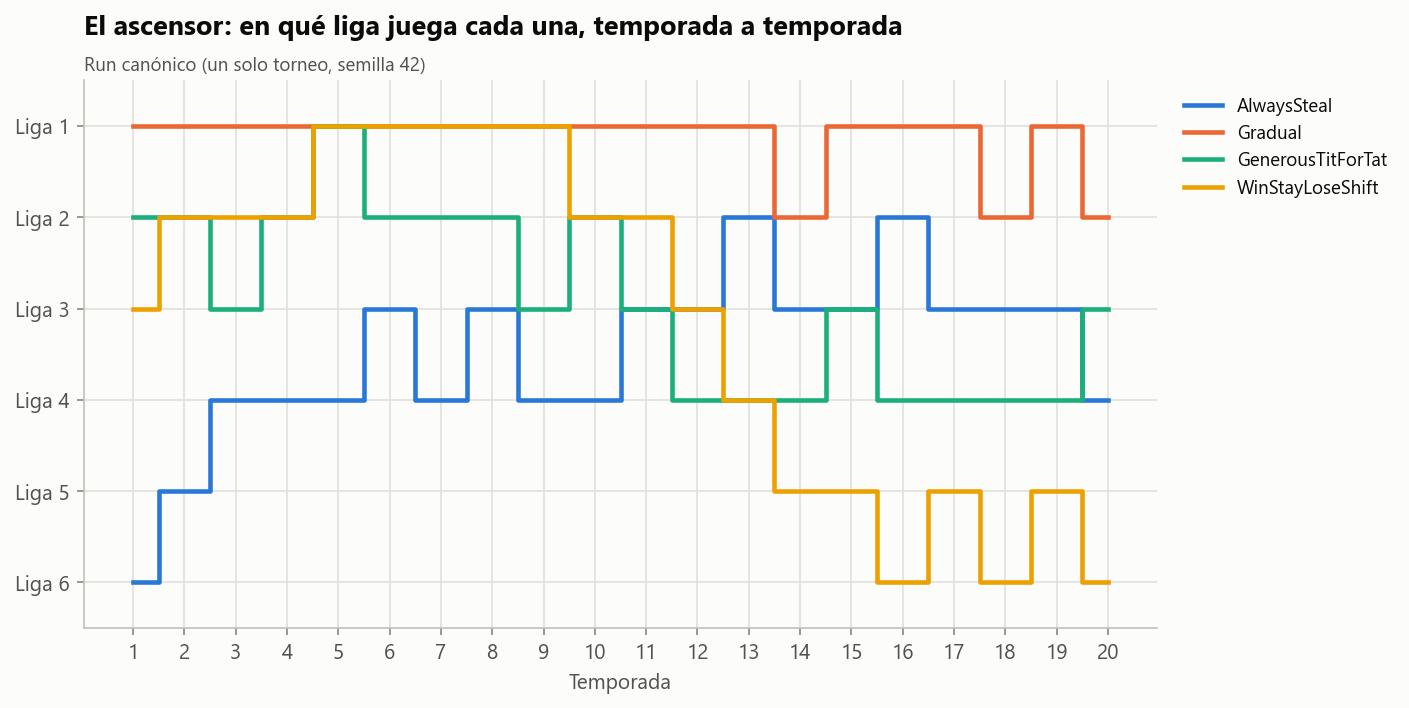 El ascensor: en qué liga juega cada una, temporada a temporada
Run canónico (un solo torneo, semilla 42)
Liga 1
Liga 2
Liga 3
Liga 4
Liga 5
Liga 6
1 2 3 4 5 6 7 8 9 10 11 12 13 14 15 16 17 18 19 20
Temporada
AlwaysSteal
Gradual
GenerousTitForTat
WinStayLoseShift